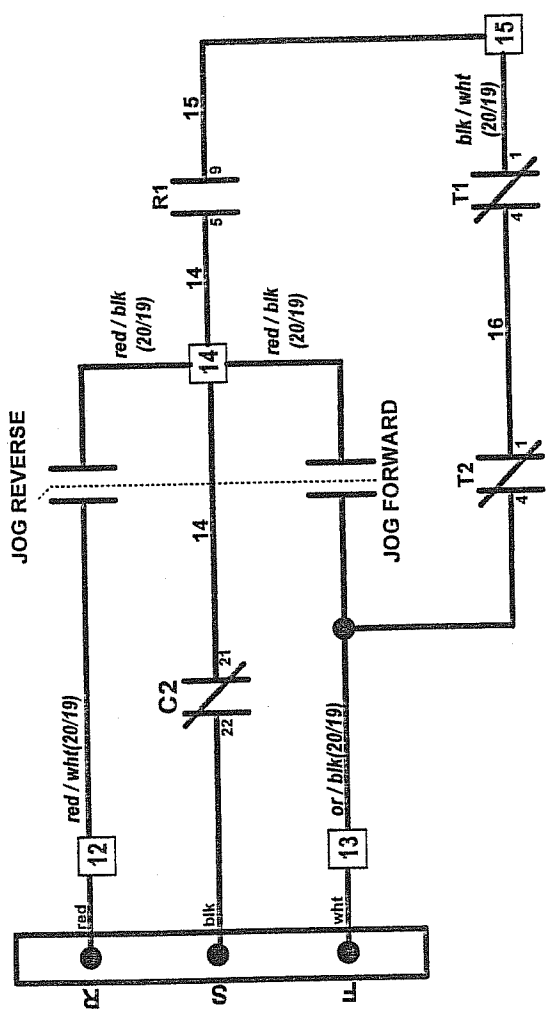 JOG REVERSE
R
red
12
red / wht(20/19)
red / blk
(20/19)
S
blk
C2
22
21
14
14
14
R1
5
9
15
red / blk
(20/19)
F
wht
13
or / blk(20/19)
JOG FORWARD
T2
4
1
16
T1
4
1
blk / wht
(20/19)
15